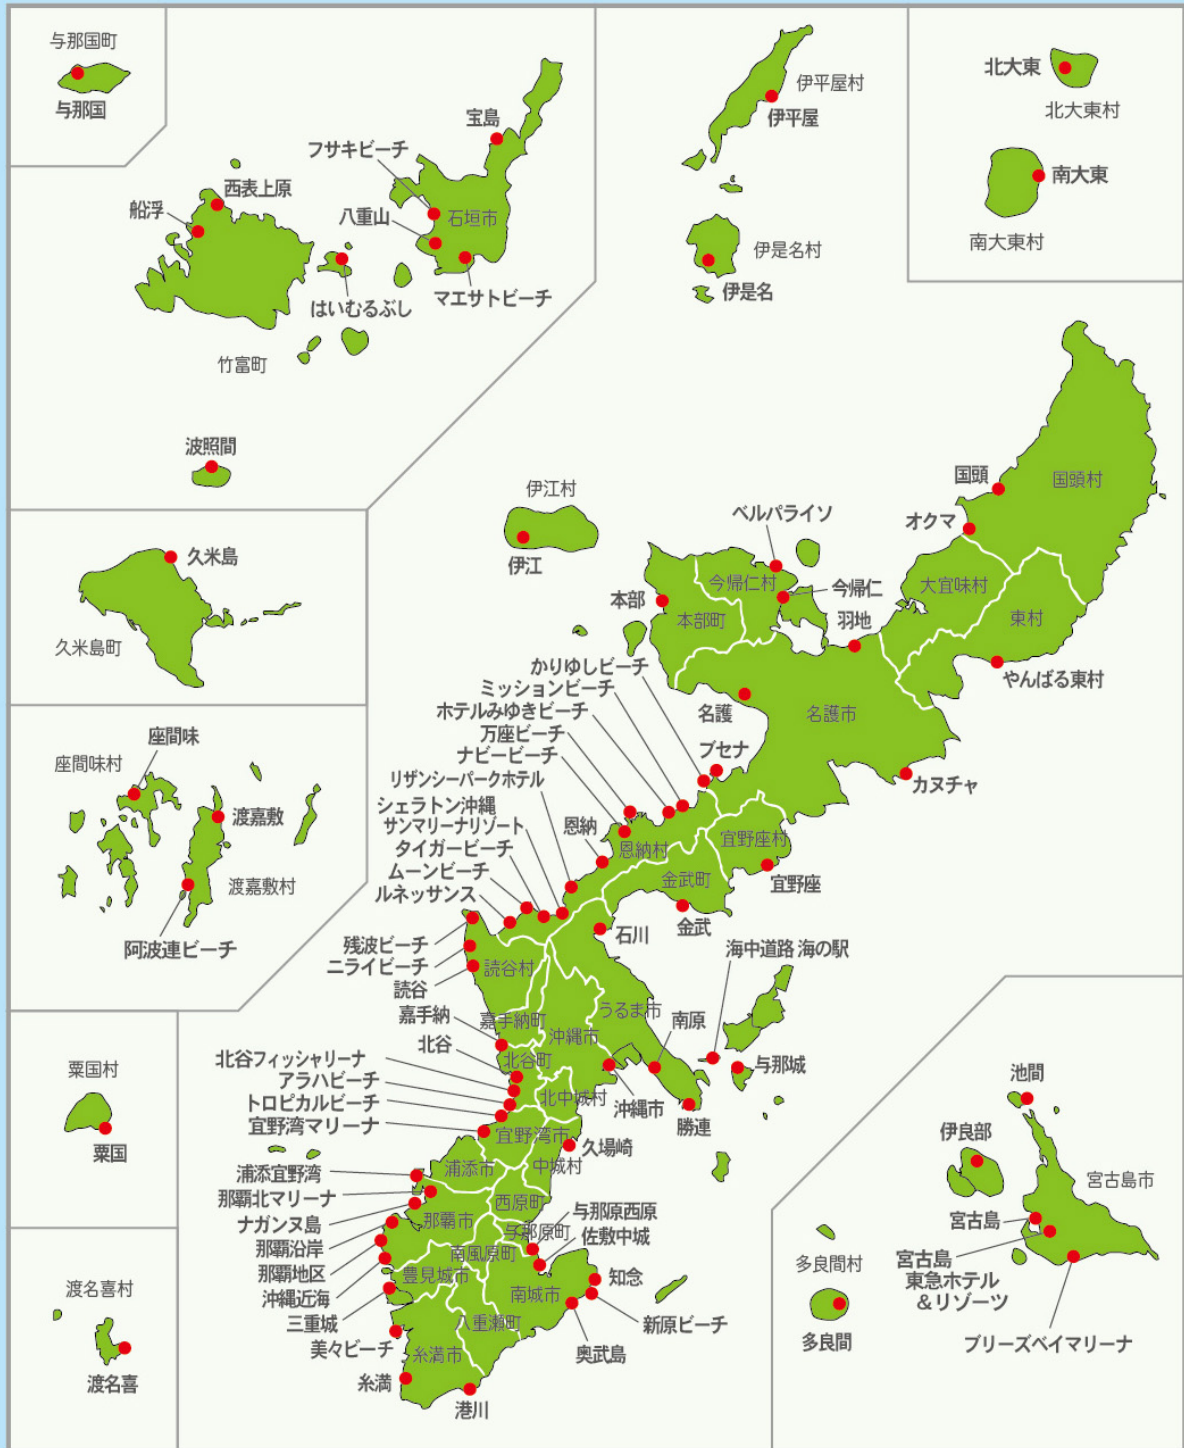 与那国町
与那国
宝島
フサキビーチ
西表上原
船浮
八重山
石垣市
はいむるぶし
マエサトビーチ
竹富町
波照間
伊平屋村
伊平屋
伊是名村
伊是名
北大東
北大東村
南大東
南大東村
久米島
久米島町
伊江村
伊江
国頭
国頭村
オクマ
大宜味村
東村
やんばる東村
ベルパライソ
今帰仁村
今帰仁
羽地
本部
本部町
名護
名護市
カヌチャ
かりゆしビーチ
ミッションビーチ
ホテルみゆきビーチ
万座ビーチ
ナビービーチ
ブセナ
リザンシーパークホテル
シェラトン沖縄
サンマリーナリゾート
タイガービーチ
ムーンビーチ
ルネッサンス
恩納
恩納村
宜野座村
宜野座
金武町
金武
石川
座間味
座間味村
渡嘉敷
渡嘉敷村
阿波連ビーチ
残波ビーチ
ニライビーチ
読谷
読谷村
嘉手納
嘉手納町
北谷
北谷町
うるま市
沖縄市
南原
海中道路 海の駅
与那城
沖縄市
勝連
北谷フィッシャリーナ
アラハビーチ
トロピカルビーチ
宜野湾マリーナ
北中城村
宜野湾市
久場崎
中城村
浦添宜野湾
浦添市
那覇北マリーナ
ナガンヌ島
那覇沿岸
那覇地区
沖縄近海
三重城
美々ビーチ
糸満
西原町
那覇市
与那原町
与那原西原
佐敷中城
南風原町
豊見城市
南城市
知念
新原ビーチ
奥武島
八重瀬町
糸満市
港川
粟国村
粟国
渡名喜村
渡名喜
池間
伊良部
宮古島市
宮古島
宮古島
東急ホテル
&リゾーツ
ブリーズベイマリーナ
多良間村
多良間